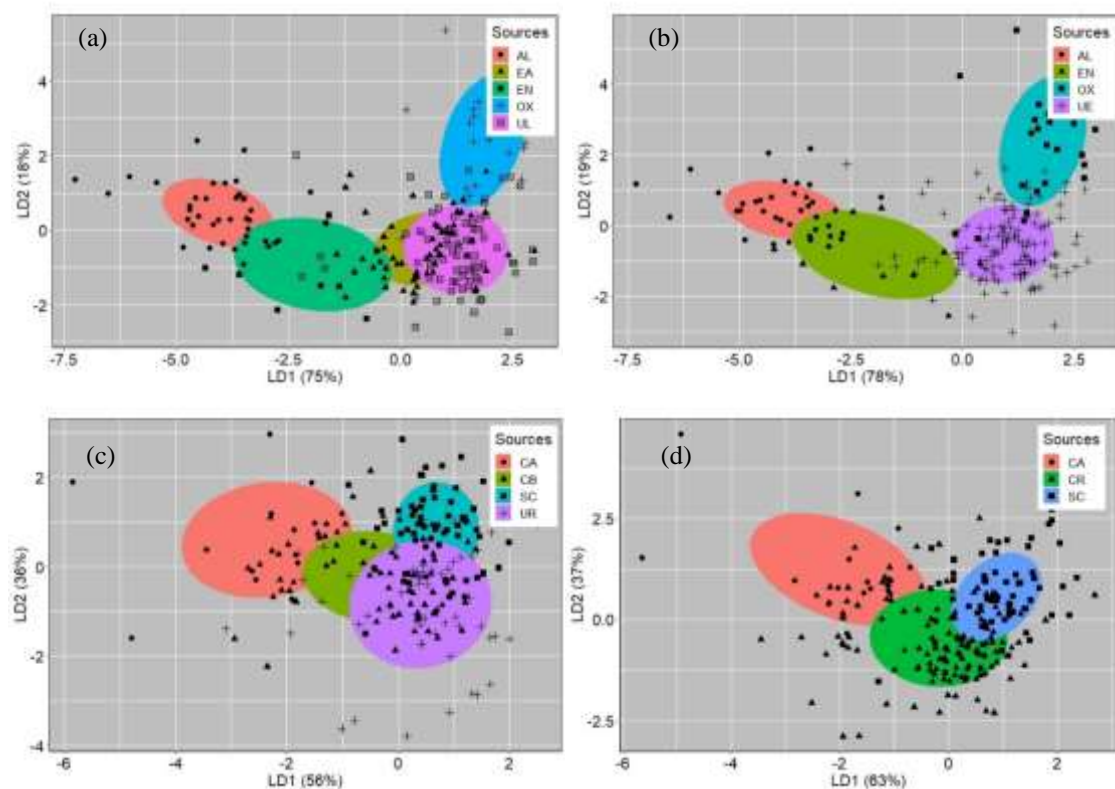 (a)
Sources
AL
EA
EN
OX
UL
4
2
0
-2
LD2 (18%)
-7.5
-5.0
-2.5
0.0
2.5
LD1 (75%)
(b)
Sources
AL
EN
OX
UE
4
2
0
-2
LD2 (19%)
-7.5
-5.0
-2.5
0.0
2.5
LD1 (78%)
(c)
Sources
CA
CB
SC
UR
2
0
-2
-4
LD2 (36%)
-6
-4
-2
0
2
LD1 (56%)
(d)
Sources
CA
CR
SC
2.5
0.0
-2.5
LD2 (37%)
-6
-4
-2
0
2
LD1 (63%)